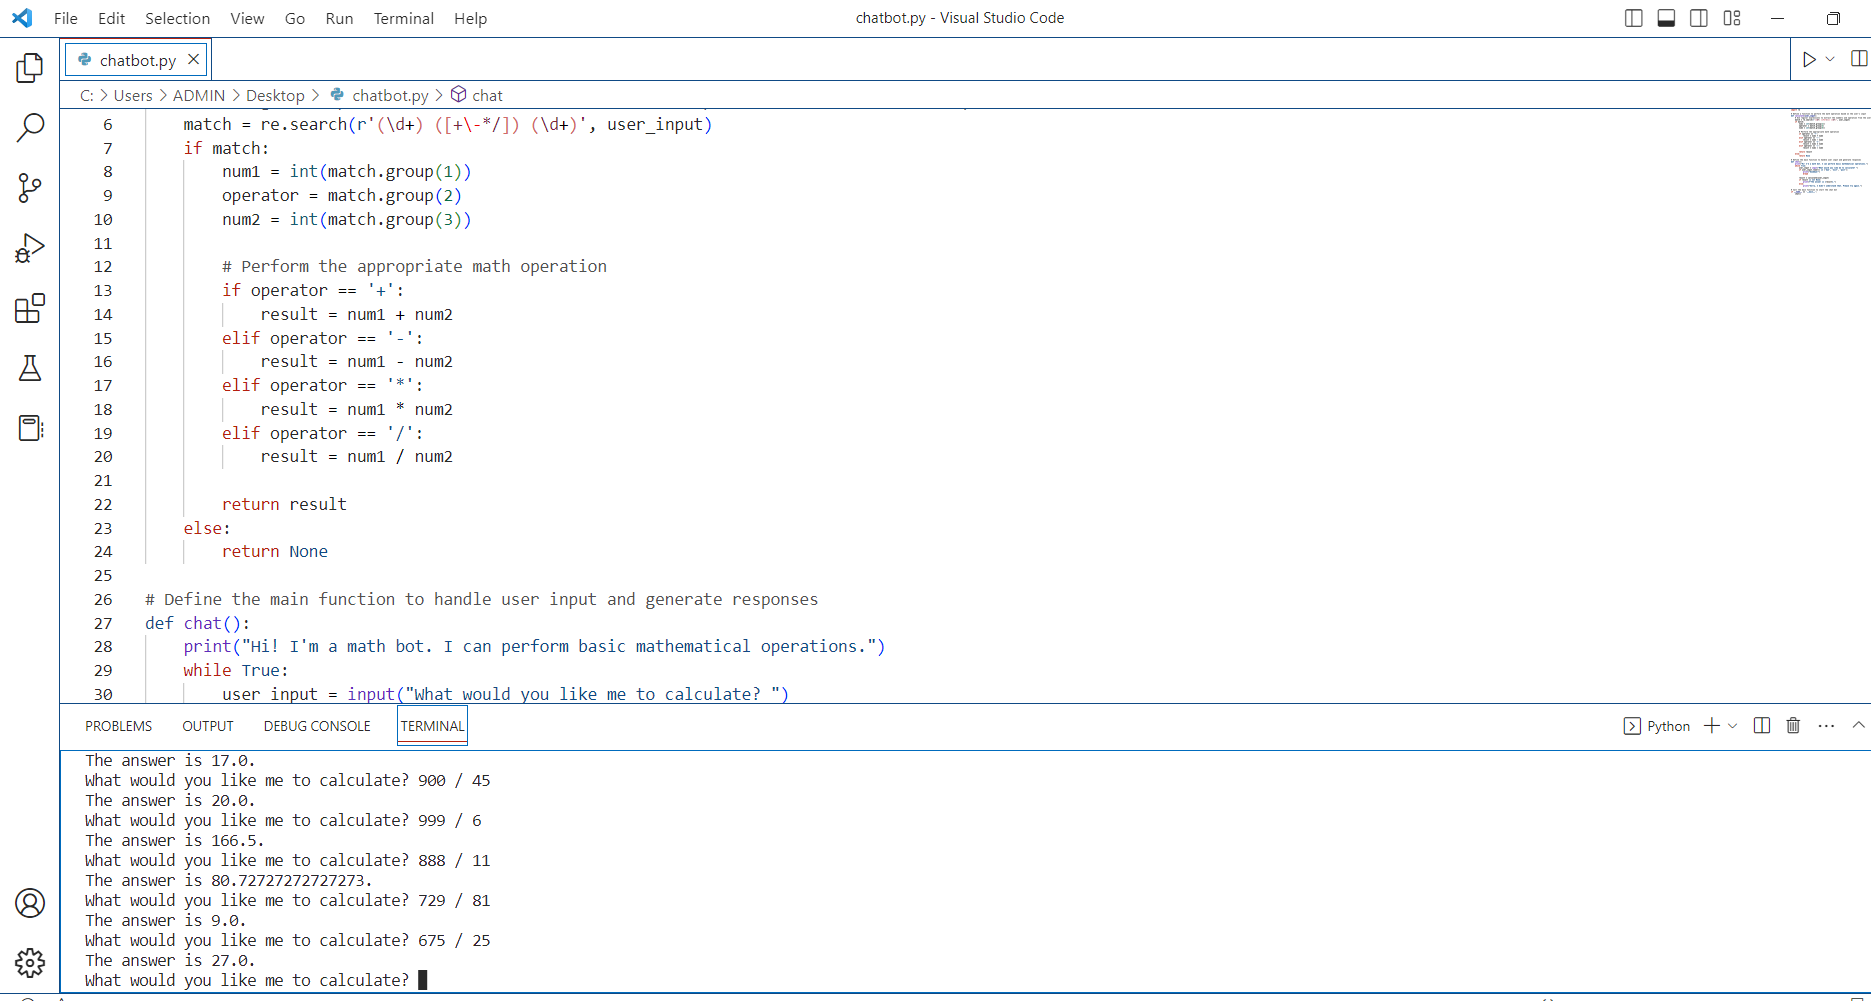 File Edit Selection View Go Run Terminal Help
chatbot.py - Visual Studio Code
chatbot.py
C: > Users > ADMIN > Desktop > chatbot.py > chat
6 match = re.search(r'(\d+) ([+\-*/]) (\d+)', user_input)
7 if match:
8 num1 = int(match.group(1))
9 operator = match.group(2)
10 num2 = int(match.group(3))
11
12 # Perform the appropriate math operation
13 if operator == '+':
14 result = num1 + num2
15 elif operator == '-':
16 result = num1 - num2
17 elif operator == '*':
18 result = num1 * num2
19 elif operator == '/':
20 result = num1 / num2
21
22 return result
23 else:
24 return None
25
26 # Define the main function to handle user input and generate responses
27 def chat():
28 print("Hi! I'm a math bot. I can perform basic mathematical operations.")
29 while True:
30 user_input = input("What would you like me to calculate? ")
PROBLEMS OUTPUT DEBUG CONSOLE TERMINAL
Python
The answer is 17.0.
What would you like me to calculate? 900 / 45
The answer is 20.0.
What would you like me to calculate? 999 / 6
The answer is 166.5.
What would you like me to calculate? 888 / 11
The answer is 80.72727272727273.
What would you like me to calculate? 729 / 81
The answer is 9.0.
What would you like me to calculate? 675 / 25
The answer is 27.0.
What would you like me to calculate?